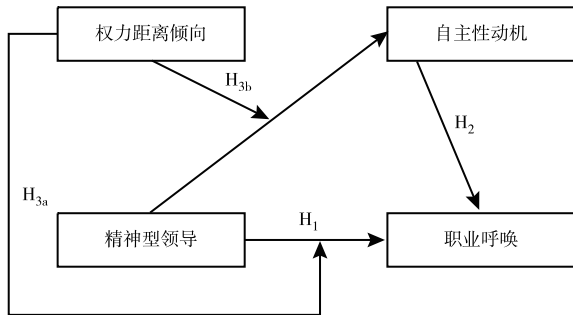 权力距离倾向
自主性动机
H3b
H2
H3a
精神型领导
H1
职业呼唤